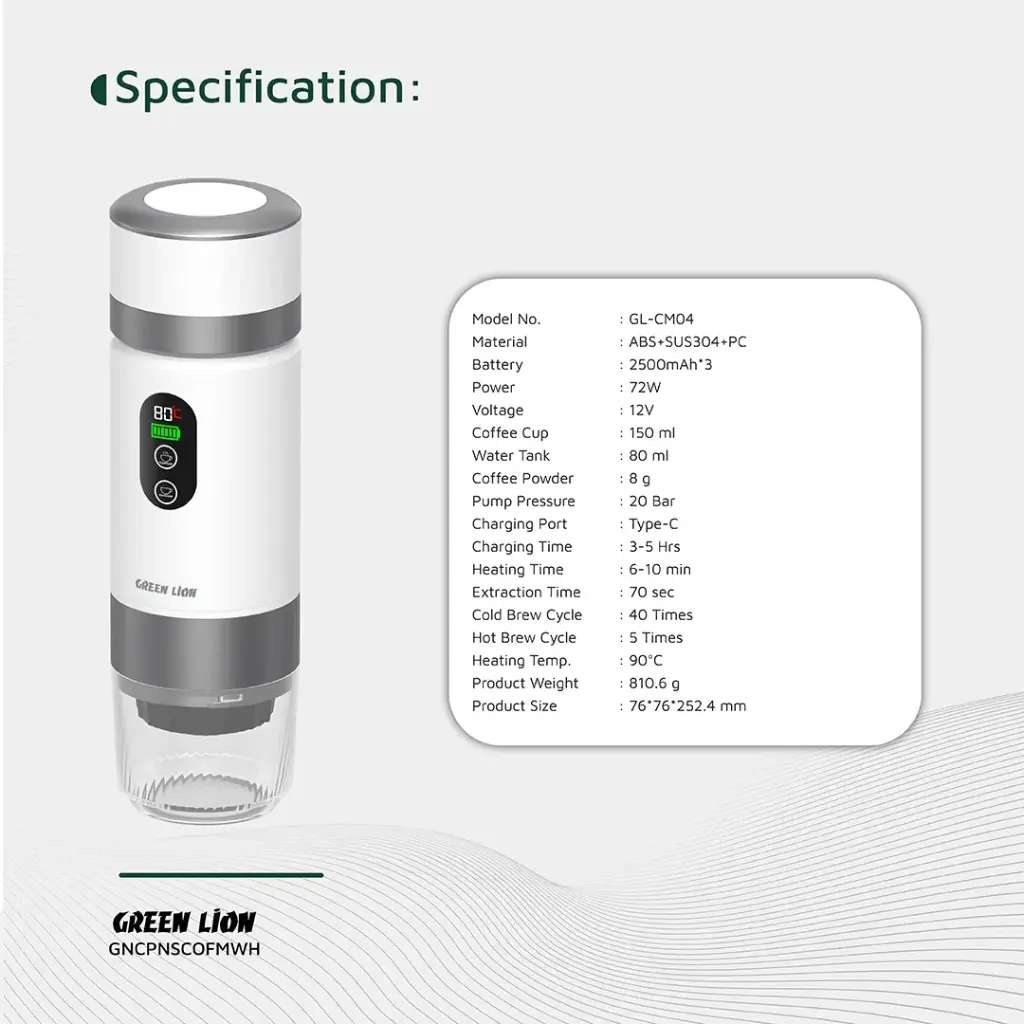 Specification:
80°C
GREEN LION
Model No. : GL-CM04
Material : ABS+SUS304+PC
Battery : 2500mAh*3
Power : 72W
Voltage : 12V
Coffee Cup : 150 ml
Water Tank : 80 ml
Coffee Powder : 8 g
Pump Pressure : 20 Bar
Charging Port : Type-C
Charging Time : 3-5 Hrs
Heating Time : 6-10 min
Extraction Time : 70 sec
Cold Brew Cycle : 40 Times
Hot Brew Cycle : 5 Times
Heating Temp. : 90°C
Product Weight : 810.6 g
Product Size : 76*76*252.4 mm
GREEN LION
GNCPNSCOFMWH